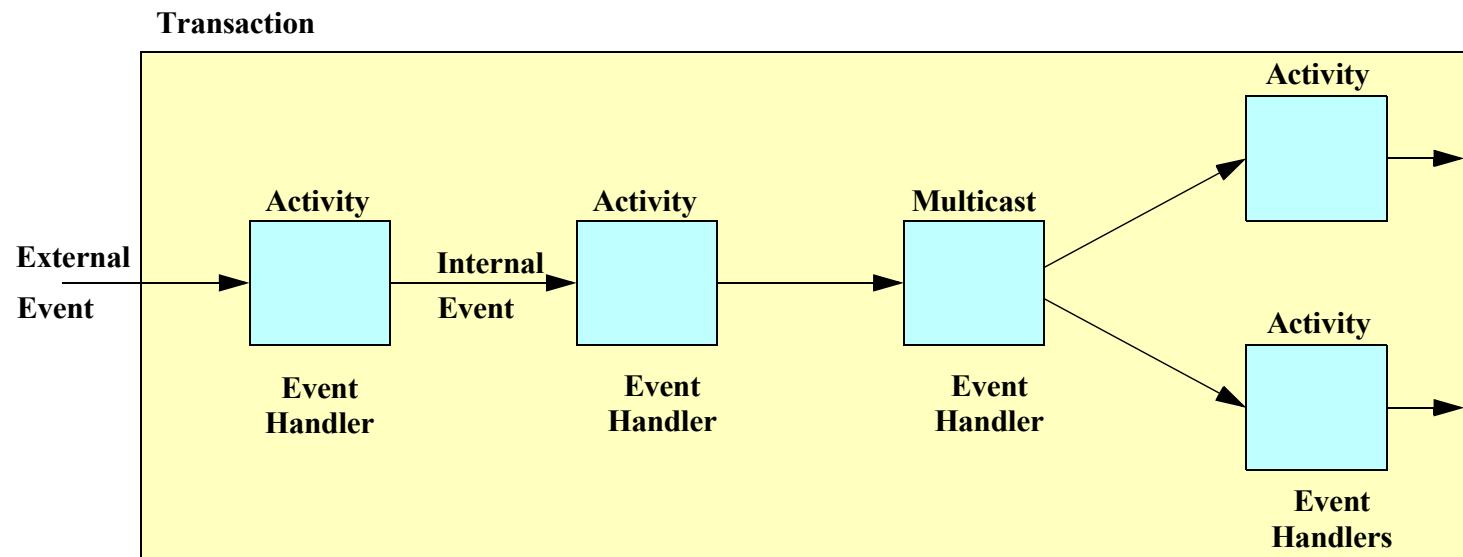 Transaction
Activity
Activity
Activity
Multicast
External
Event
Internal
Event
Activity
Event
Handler
Event
Handler
Event
Handler
Event
Handlers